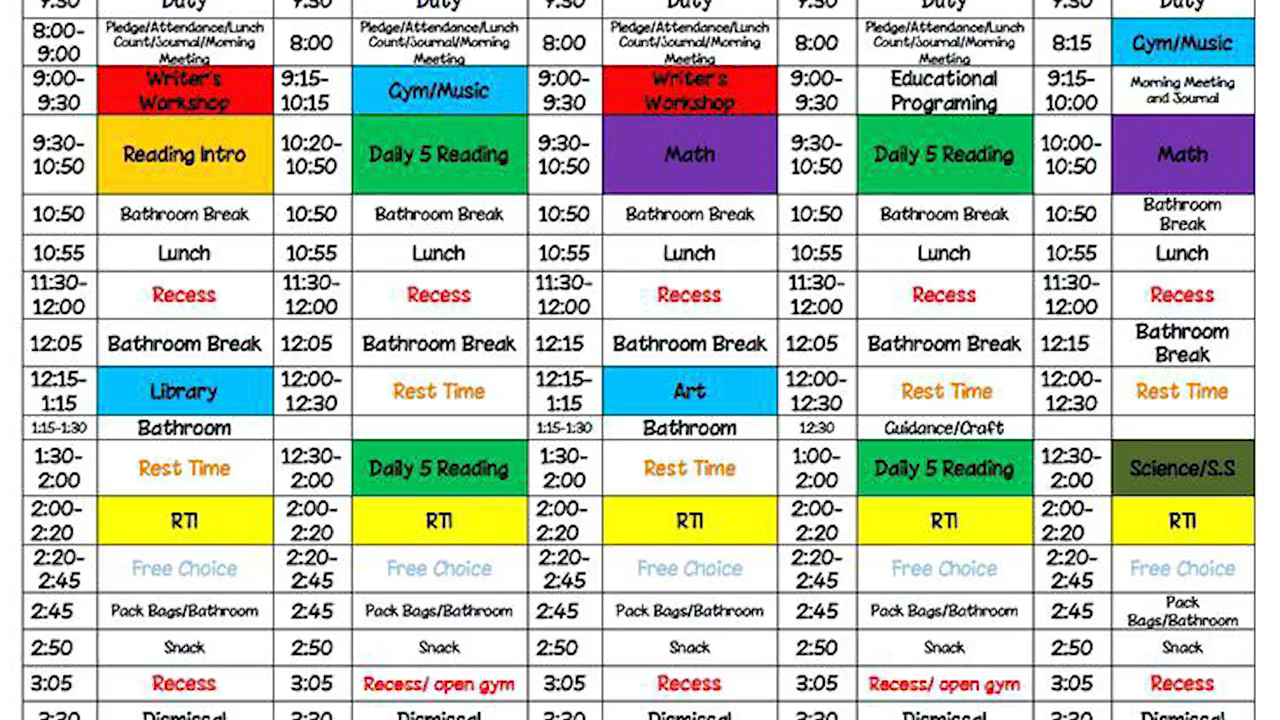 7:30 Duty 7:30 Duty 7:30 Duty 7:30 Duty 7:30 Duty
8:00-
9:00
Pledge/Attendance/Lunch
Count/Journal/Morning
Meeting
8:00
Pledge/Attendance/Lunch
Count/Journal/Morning
Meeting
8:00
Pledge/Attendance/Lunch
Count/Journal/Morning
Meeting
8:00
Pledge/Attendance/Lunch
Count/Journal/Morning
Meeting
8:15
Gym/Music
9:00-
9:30
Writer's
Workshop
9:15-
10:15
Gym/Music
9:00-
9:30
Writer's
Workshop
9:00-
9:30
Educational
Programing
9:15-
10:00
Morning Meeting
and Journal
9:30-
10:50
Reading Intro
10:20-
10:50
Daily 5 Reading
9:30-
10:50
Math
9:30-
10:50
Daily 5 Reading
10:00-
10:50
Math
10:50
Bathroom Break
10:50
Bathroom Break
10:50
Bathroom Break
10:50
Bathroom Break
10:50
Bathroom
Break
10:55
Lunch
10:55
Lunch
10:55
Lunch
10:55
Lunch
10:55
Lunch
11:30-
12:00
Recess
11:30-
12:00
Recess
11:30-
12:00
Recess
11:30-
12:00
Recess
11:30-
12:00
Recess
12:05
Bathroom Break
12:05
Bathroom Break
12:15
Bathroom Break
12:05
Bathroom Break
12:15
Bathroom
Break
12:15-
1:15
Library
12:00-
12:30
Rest Time
12:15-
1:15
Art
12:00-
12:30
Rest Time
12:00-
12:30
Rest Time
1:15-1:30
Bathroom
1:15-1:30
Bathroom
12:30
Guidance/Craft
1:30-
2:00
Rest Time
12:30-
2:00
Daily 5 Reading
1:30-
2:00
Rest Time
1:00-
2:00
Daily 5 Reading
12:30-
2:00
Science/S.S
2:00-
2:20
RTI
2:00-
2:20
RTI
2:00-
2:20
RTI
2:00-
2:20
RTI
2:00-
2:20
RTI
2:20-
2:45
Free Choice
2:20-
2:45
Free Choice
2:20-
2:45
Free Choice
2:20-
2:45
Free Choice
2:20-
2:45
Free Choice
2:45
Pack Bags/Bathroom
2:45
Pack Bags/Bathroom
2:45
Pack Bags/Bathroom
2:45
Pack Bags/Bathroom
2:45
Pack
Bags/Bathroom
2:50
Snack
2:50
Snack
2:50
Snack
2:50
Snack
2:50
Snack
3:05
Recess
3:05
Recess/ open gym
3:05
Recess
3:05
Recess/ open gym
3:05
Recess
3:30 Dismissal 3:30 Dismissal 3:30 Dismissal 3:30 Dismissal 3:30 Dismissal